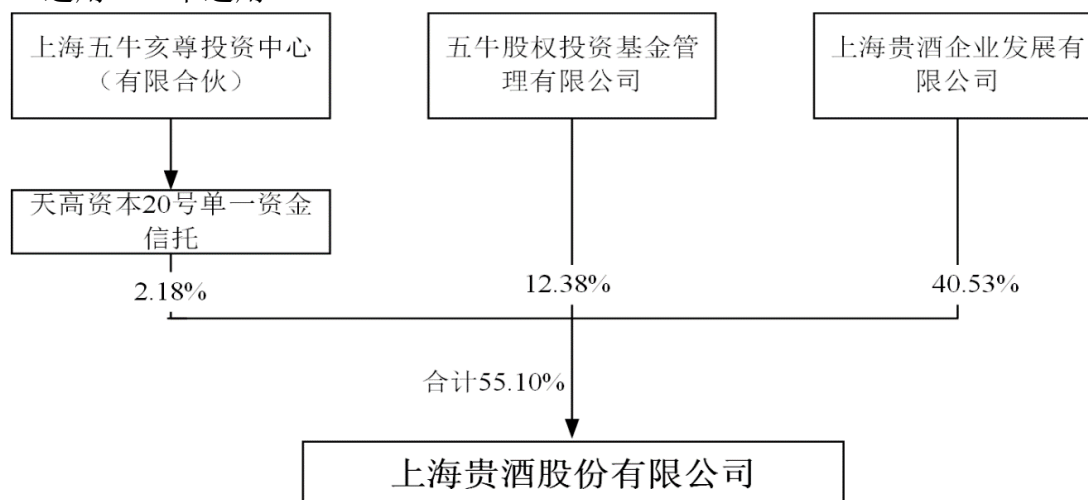 上海五牛亥尊投资中心
（有限合伙）
五牛股权投资基金管
理有限公司
上海贵酒企业发展有
限公司
天高资本20号单一资金
信托
2.18%
12.38%
40.53%
合计55.10%
上海贵酒股份有限公司